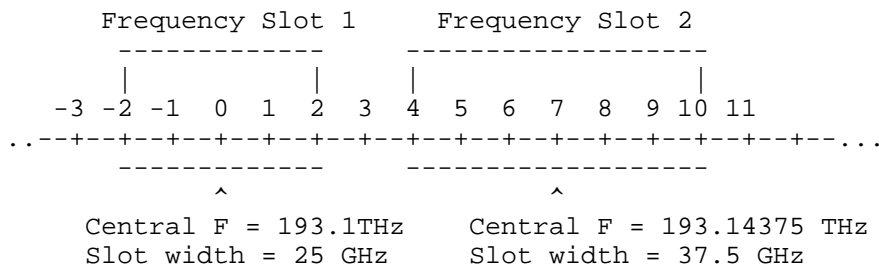 Frequency Slot 1     Frequency Slot 2
-------------     -------------------
|           |     |                 |
-3 -2 -1  0  1  2  3  4  5  6  7  8  9 10 11
..--+--+--+--+--+--+--+--+--+--+--+--+--+--+--+--...
-------------     -------------------
^                    ^
Central F = 193.1THz    Central F = 193.14375 THz
Slot width = 25 GHz     Slot width = 37.5 GHz